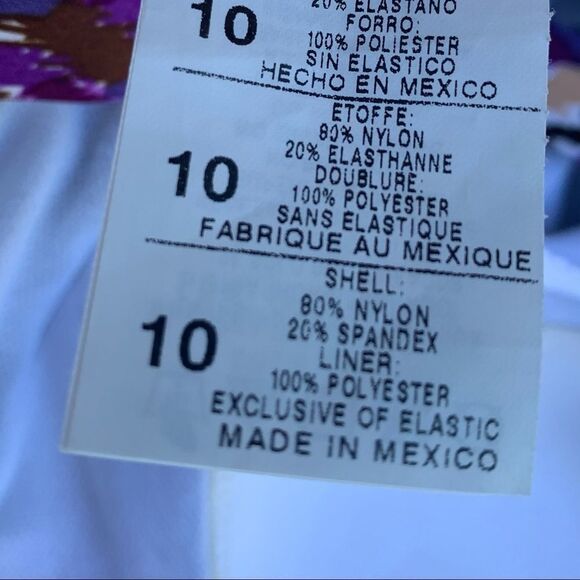 20% ELASTANO
10
FORRO:
100% POLIESTER
SIN ELASTICO
HECHO EN MEXICO
ETOFFE:
80% NYLON
20% ELASTHANNE
10
DOUBLURE:
100% POLYESTER
SANS ELASTIQUE
FABRIQUE AU MEXIQUE
SHELL:
80% NYLON
10
20% SPANDEX
LINER:
100% POLYESTER
EXCLUSIVE OF ELASTIC
MADE IN MEXICO